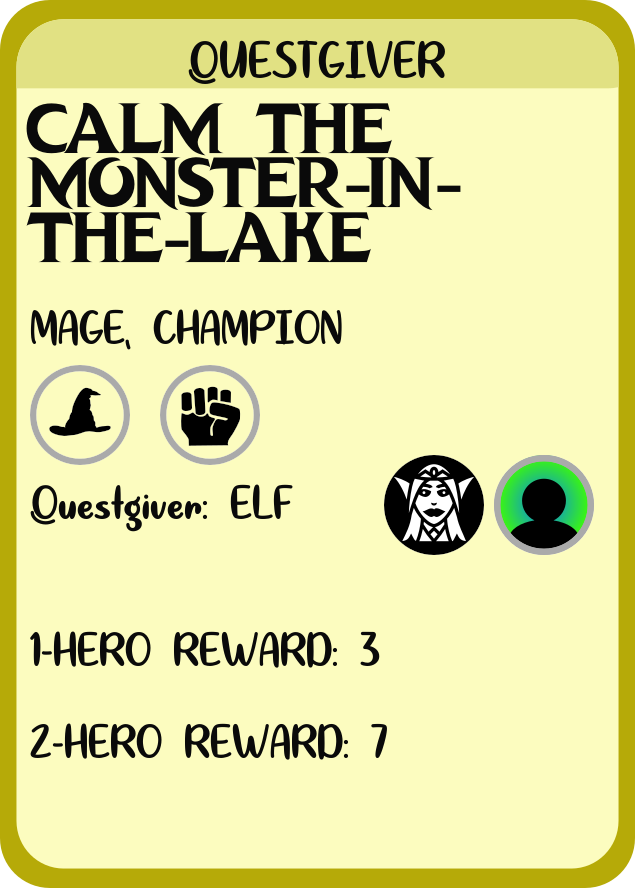 QUESTGIVER
CALM THE
MONSTER-IN-
THE-LAKE
MAGE, CHAMPION
Questgiver: ELF
1-HERO REWARD: 3
2-HERO REWARD: 7